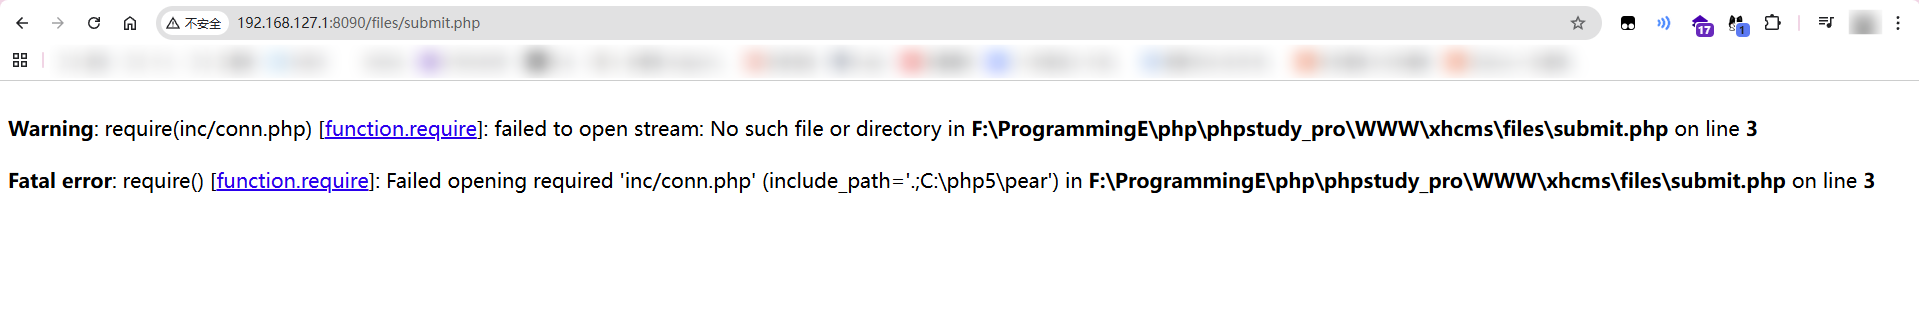 不安全 192.168.127.1:8090/files/submit.php
17
1
Warning: require(inc/conn.php) [function.require]: failed to open stream: No such file or directory in F:\ProgrammingE\php\phpstudy_pro\WWW\xhcms\files\submit.php on line 3
Fatal error: require() [function.require]: Failed opening required 'inc/conn.php' (include_path='.;C:\php5\pear') in F:\ProgrammingE\php\phpstudy_pro\WWW\xhcms\files\submit.php on line 3